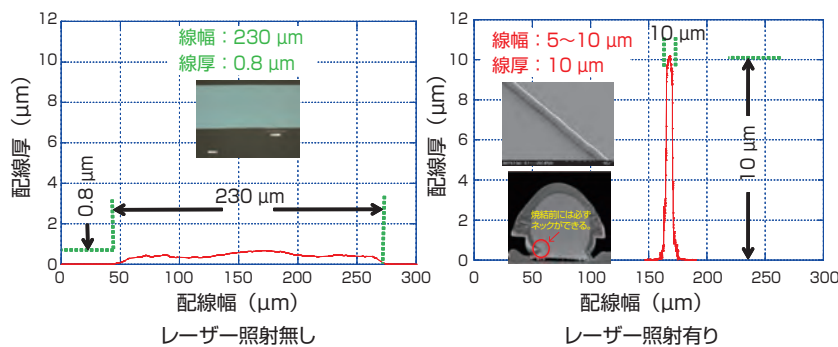 線幅：230 μm
線厚：0.8 μm
配線厚（μm）
12
10
8
6
4
2
0
0.8 μm
230 μm
0 50 100 150 200 250 300
配線幅（μm）
レーザー照射無し
線幅：5〜10 μm
線厚：10 μm
10 μm
配線厚（μm）
12
10
8
6
4
2
0
10 μm
焼結前には必ず
ネックができる。
0 50 100 150 200 250 300
配線幅（μm）
レーザー照射有り